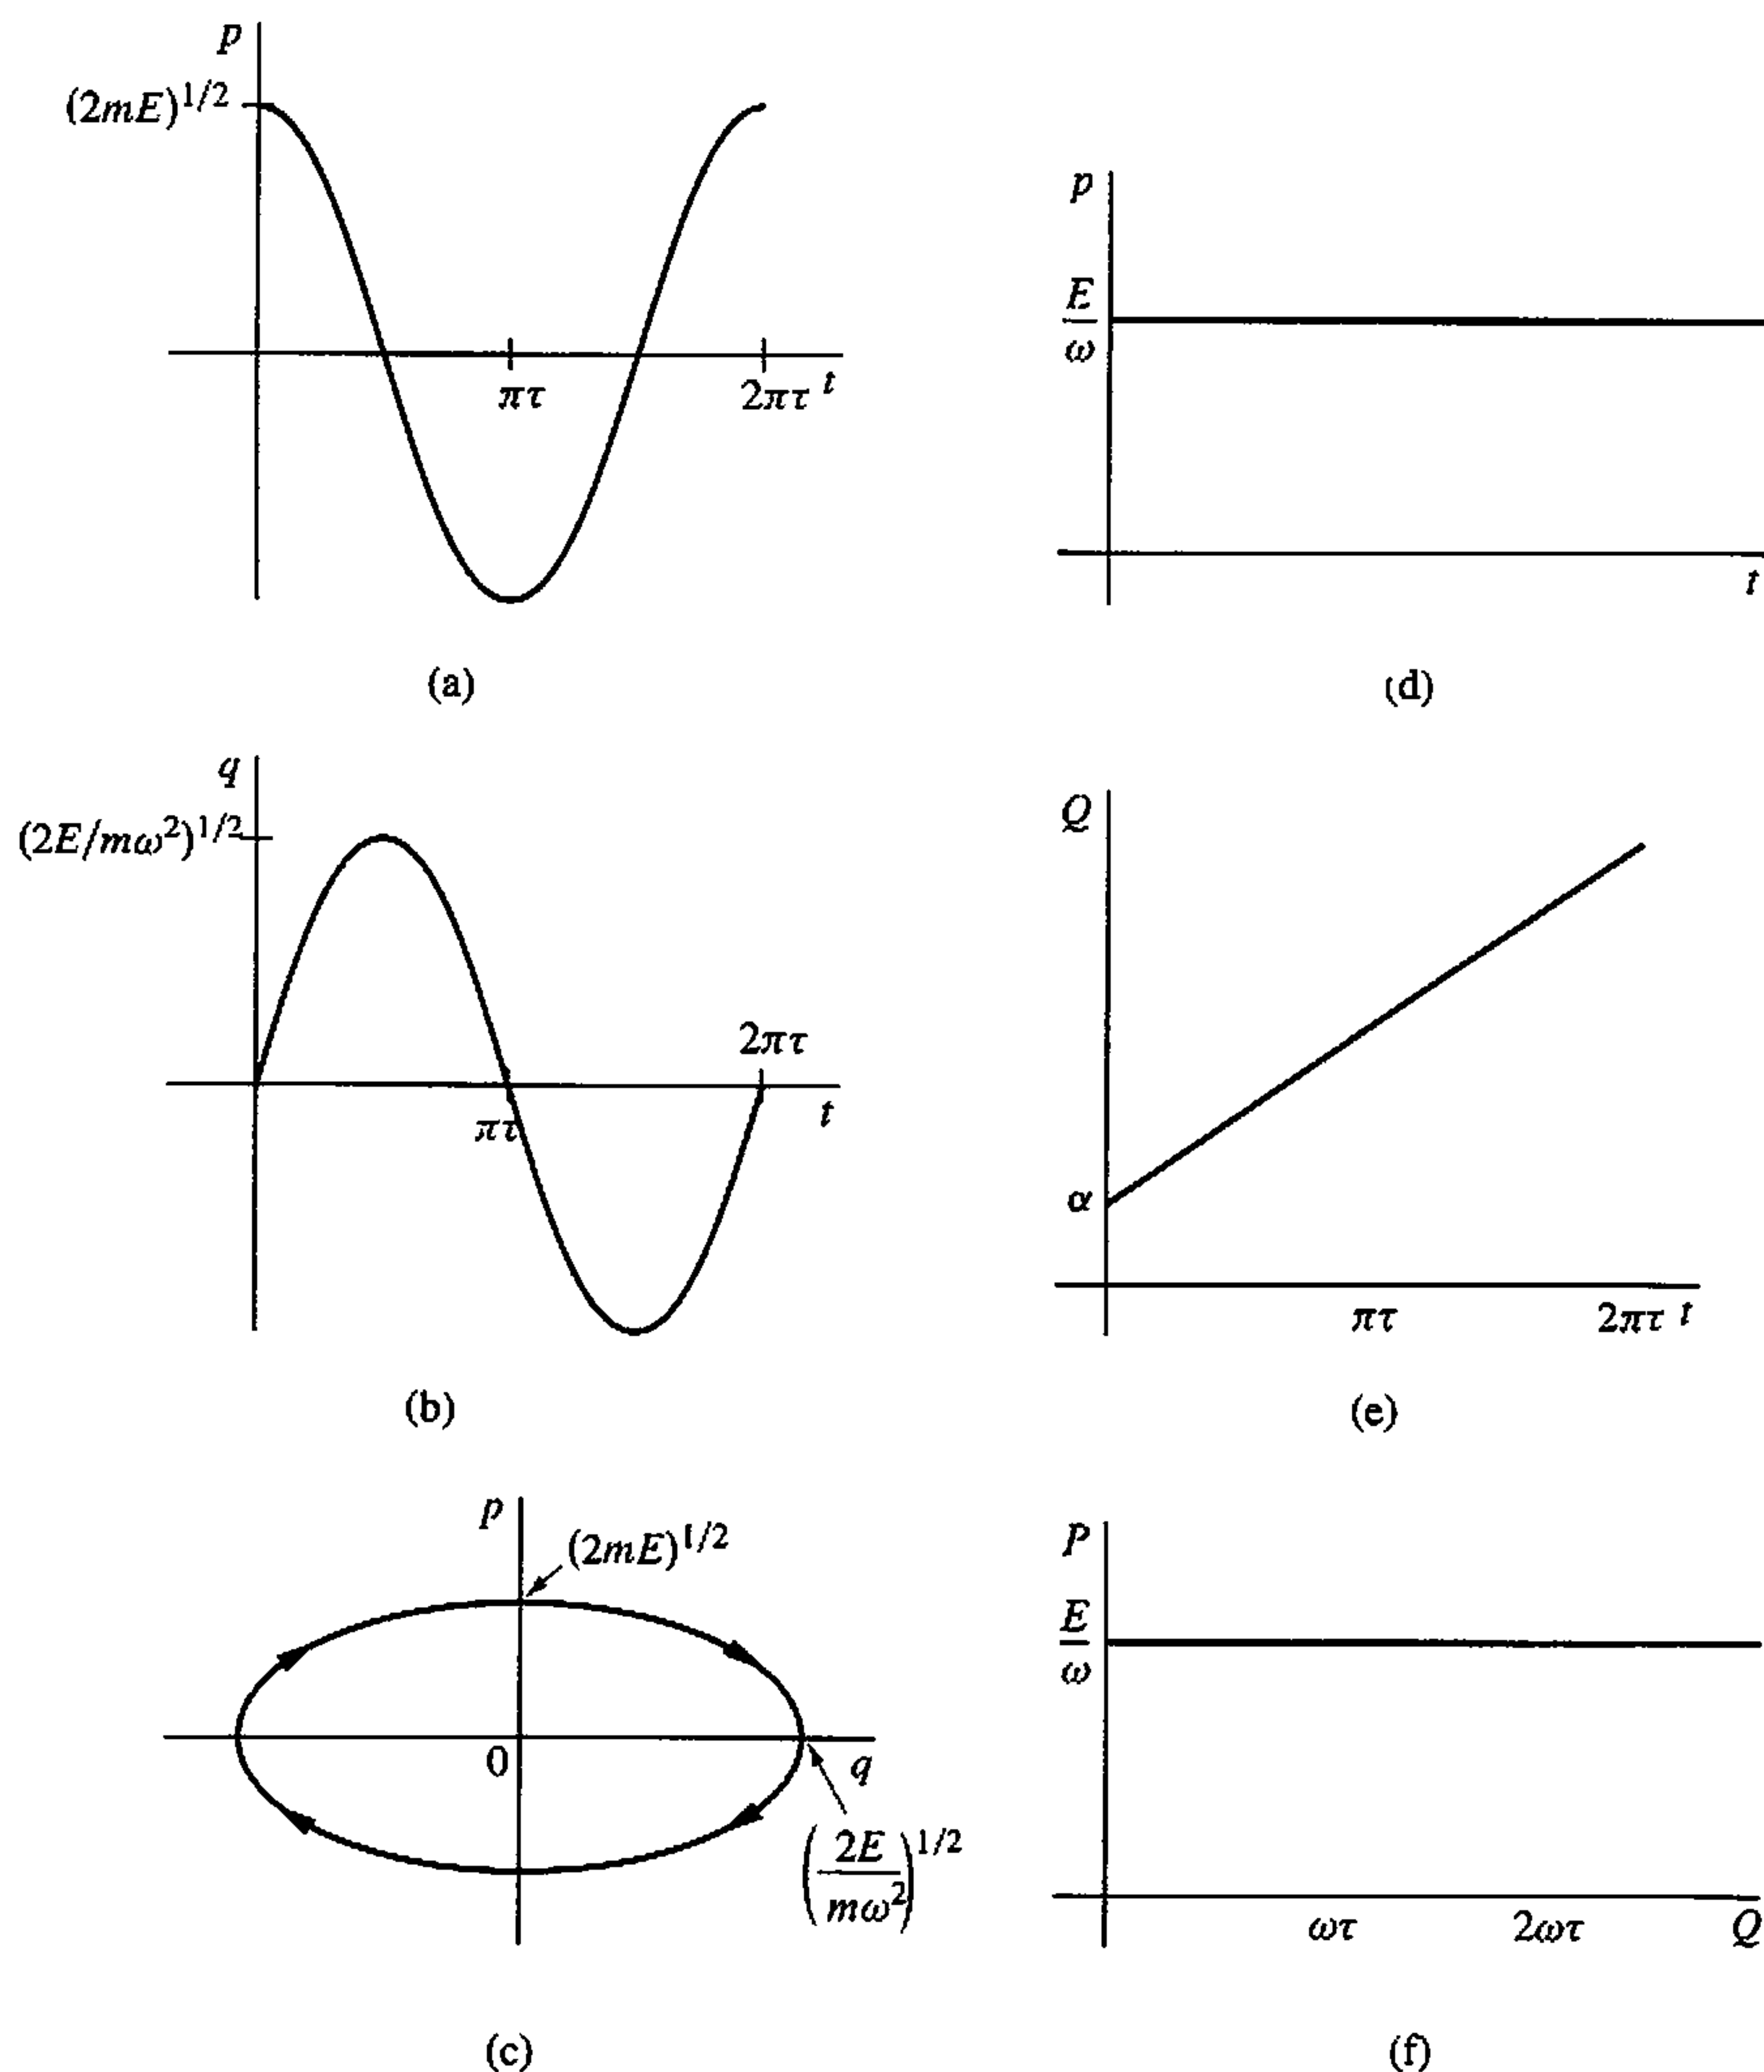 p
(2mE)^{1/2}
πτ
2πτ t
(a)
q
(2E/mω²)^{1/2}
2πτ
πτ
t
(b)
p
(2mE)^{1/2}
0
q
(2E/mω²)^{1/2}
(c)
p
E/ω
t
(d)
Q
α
πτ
2πτ t
(e)
P
E/ω
ωτ
2ωτ
Q
(f)